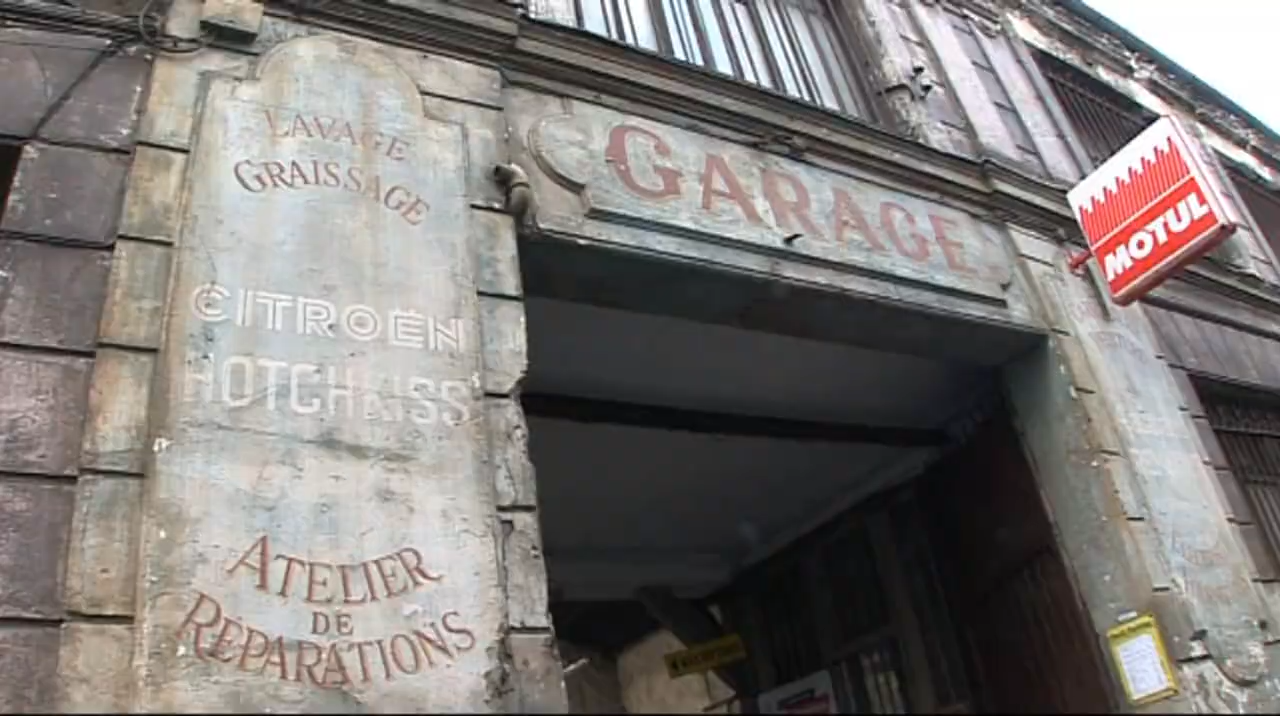 LAVAGE
GRAISSAGE
CITROËN
HOTCHKISS
ATELIER
DE
RÉPARATIONS
GARAGE
MOTUL